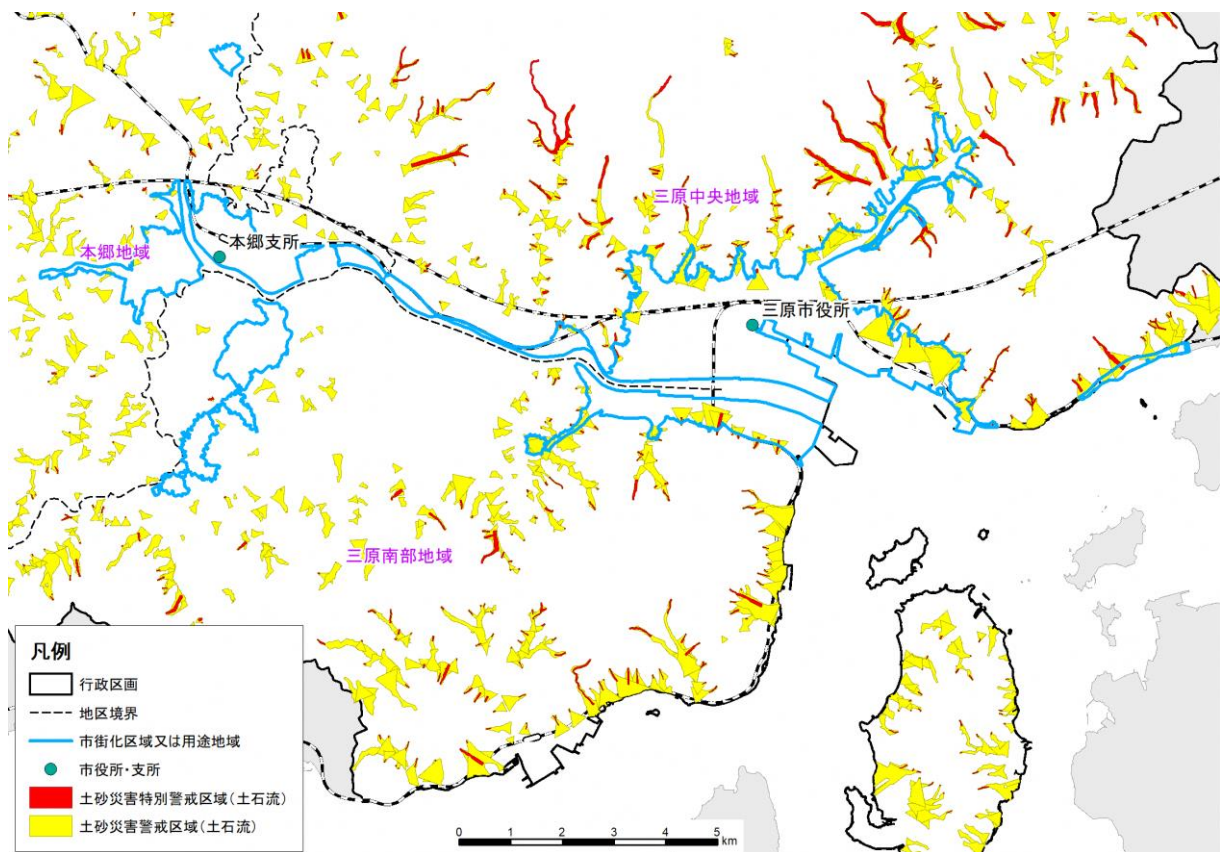 三原中央地域
本郷支所
本郷地域
三原市役所
三原南部地域
凡例
行政区画
地区境界
市街化区域又は用途地域
市役所・支所
土砂災害特別警戒区域(土石流)
土砂災害警戒区域(土石流)
0 1 2 3 4 5
km